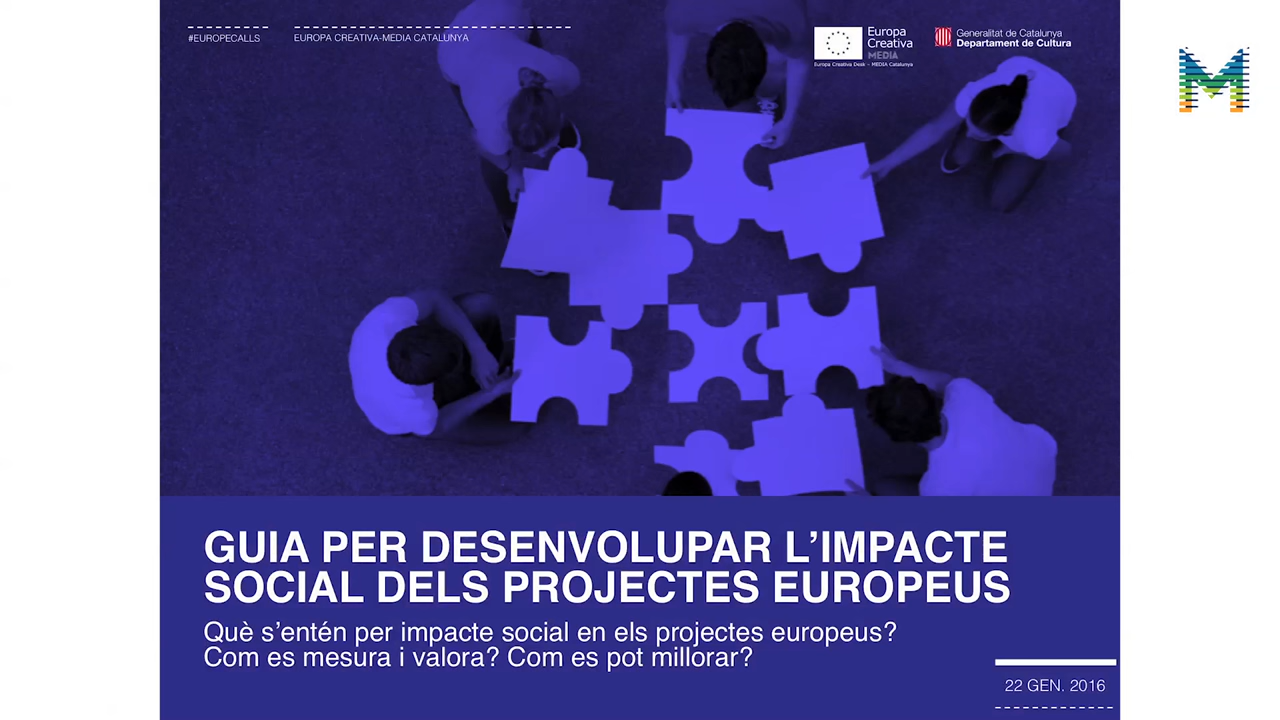 #EUROPECALLS
EUROPA CREATIVA-MEDIA CATALUNYA
Europa
Creativa
MEDIA
Europa Creativa Desk - MEDIA Catalunya
Generalitat de Catalunya
Departament de Cultura
M
GUIA PER DESENVOLUPAR L’IMPACTE
SOCIAL DELS PROJECTES EUROPEUS
Què s’entén per impacte social en els projectes europeus?
Com es mesura i valora? Com es pot millorar?
22 GEN. 2016